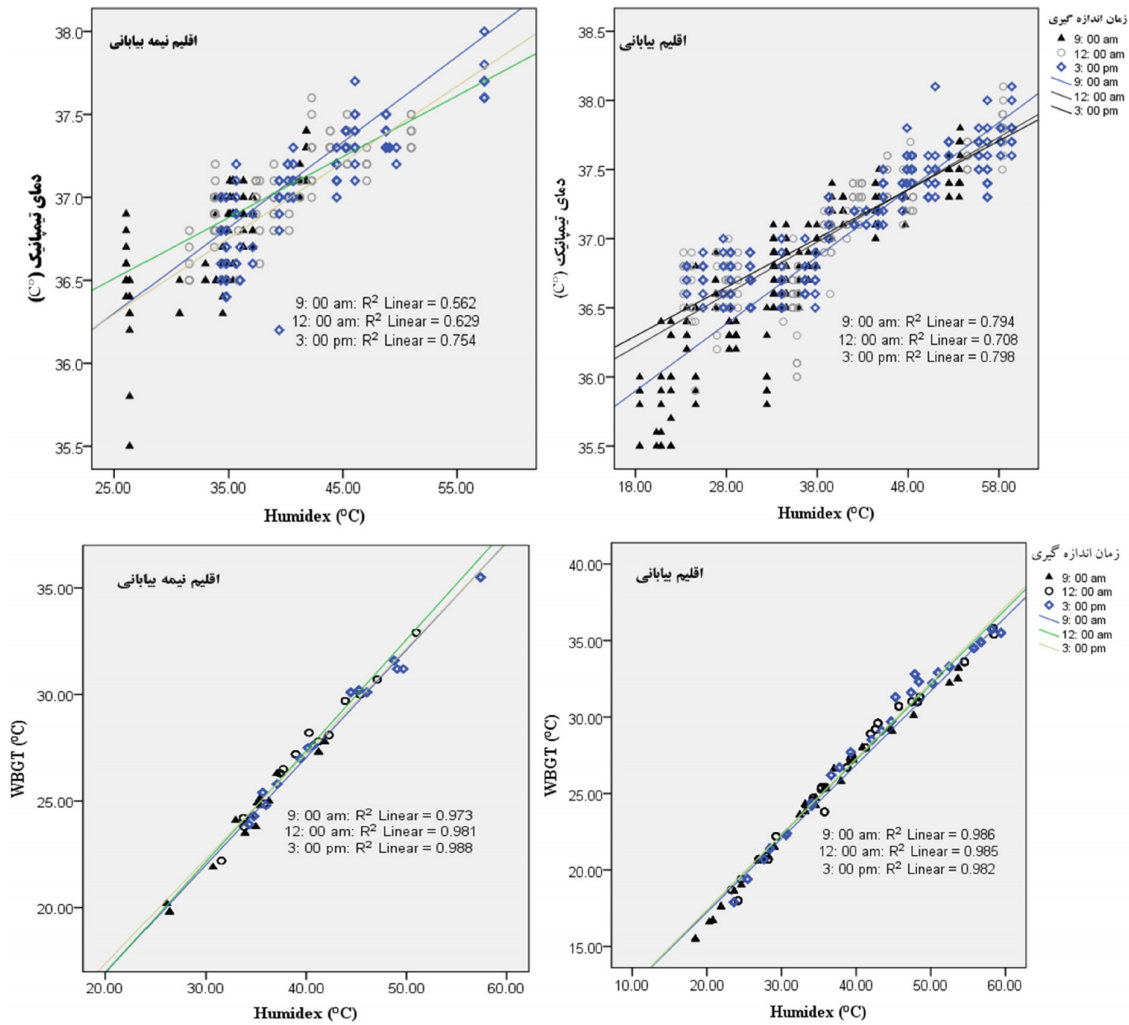 اقلیم نیمه بیابانی
دمای تیمپانیک (C°)
38.0
37.5
37.0
36.5
36.0
35.5
9: 00 am: R² Linear = 0.562
12: 00 am: R² Linear = 0.629
3: 00 pm: R² Linear = 0.754
25.00 35.00 45.00 55.00
Humidex (°C)
اقلیم بیابانی
دمای تیمپانیک (C°)
38.5
38.0
37.5
37.0
36.5
36.0
35.5
9: 00 am: R² Linear = 0.794
12: 00 am: R² Linear = 0.708
3: 00 pm: R² Linear = 0.798
18.00 28.00 38.00 48.00 58.00
Humidex (°C)
زمان اندازه گیری
9: 00 am
12: 00 am
3: 00 pm
9: 00 am
12: 00 am
3: 00 pm
اقلیم نیمه بیابانی
WBGT (°C)
35.00
30.00
25.00
20.00
9: 00 am: R² Linear = 0.973
12: 00 am: R² Linear = 0.981
3: 00 pm: R² Linear = 0.988
20.00 30.00 40.00 50.00 60.00
Humidex (°C)
اقلیم بیابانی
WBGT (°C)
40.00
35.00
30.00
25.00
20.00
15.00
9: 00 am: R² Linear = 0.986
12: 00 am: R² Linear = 0.985
3: 00 pm: R² Linear = 0.982
10.00 20.00 30.00 40.00 50.00 60.00
Humidex (°C)
زمان اندازه گیری
9: 00 am
12: 00 am
3: 00 pm
9: 00 am
12: 00 am
3: 00 pm